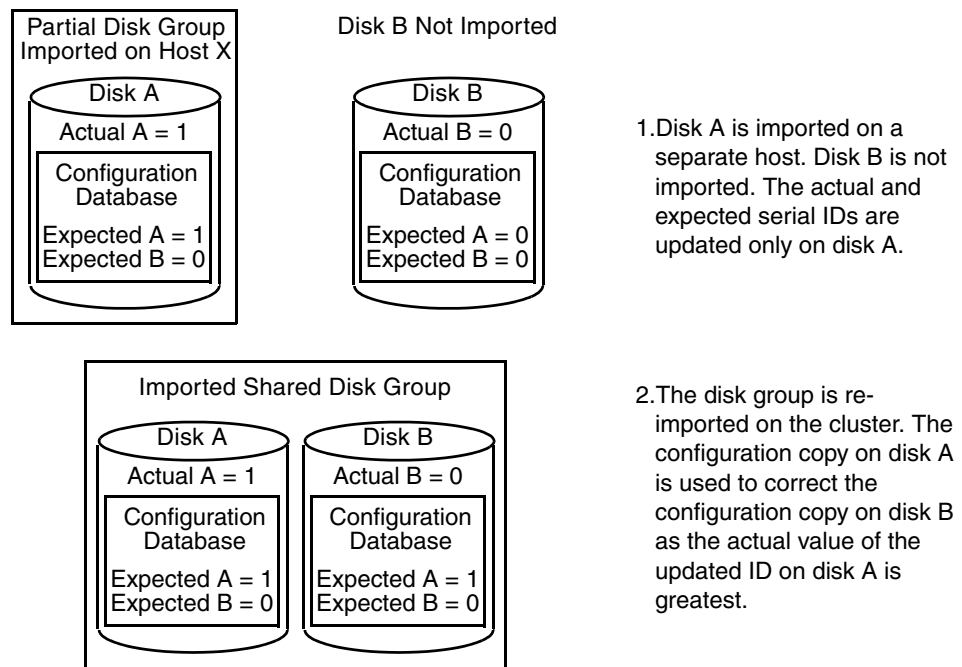 Partial Disk Group
Imported on Host X
Disk A
Actual A = 1
Configuration
Database
Expected A = 1
Expected B = 0
Disk B Not Imported
Disk B
Actual B = 0
Configuration
Database
Expected A = 0
Expected B = 0
1.Disk A is imported on a
separate host. Disk B is not
imported. The actual and
expected serial IDs are
updated only on disk A.
Imported Shared Disk Group
Disk A
Actual A = 1
Configuration
Database
Expected A = 1
Expected B = 0
Disk B
Actual B = 0
Configuration
Database
Expected A = 1
Expected B = 0
2.The disk group is re-
imported on the cluster. The
configuration copy on disk A
is used to correct the
configuration copy on disk B
as the actual value of the
updated ID on disk A is
greatest.